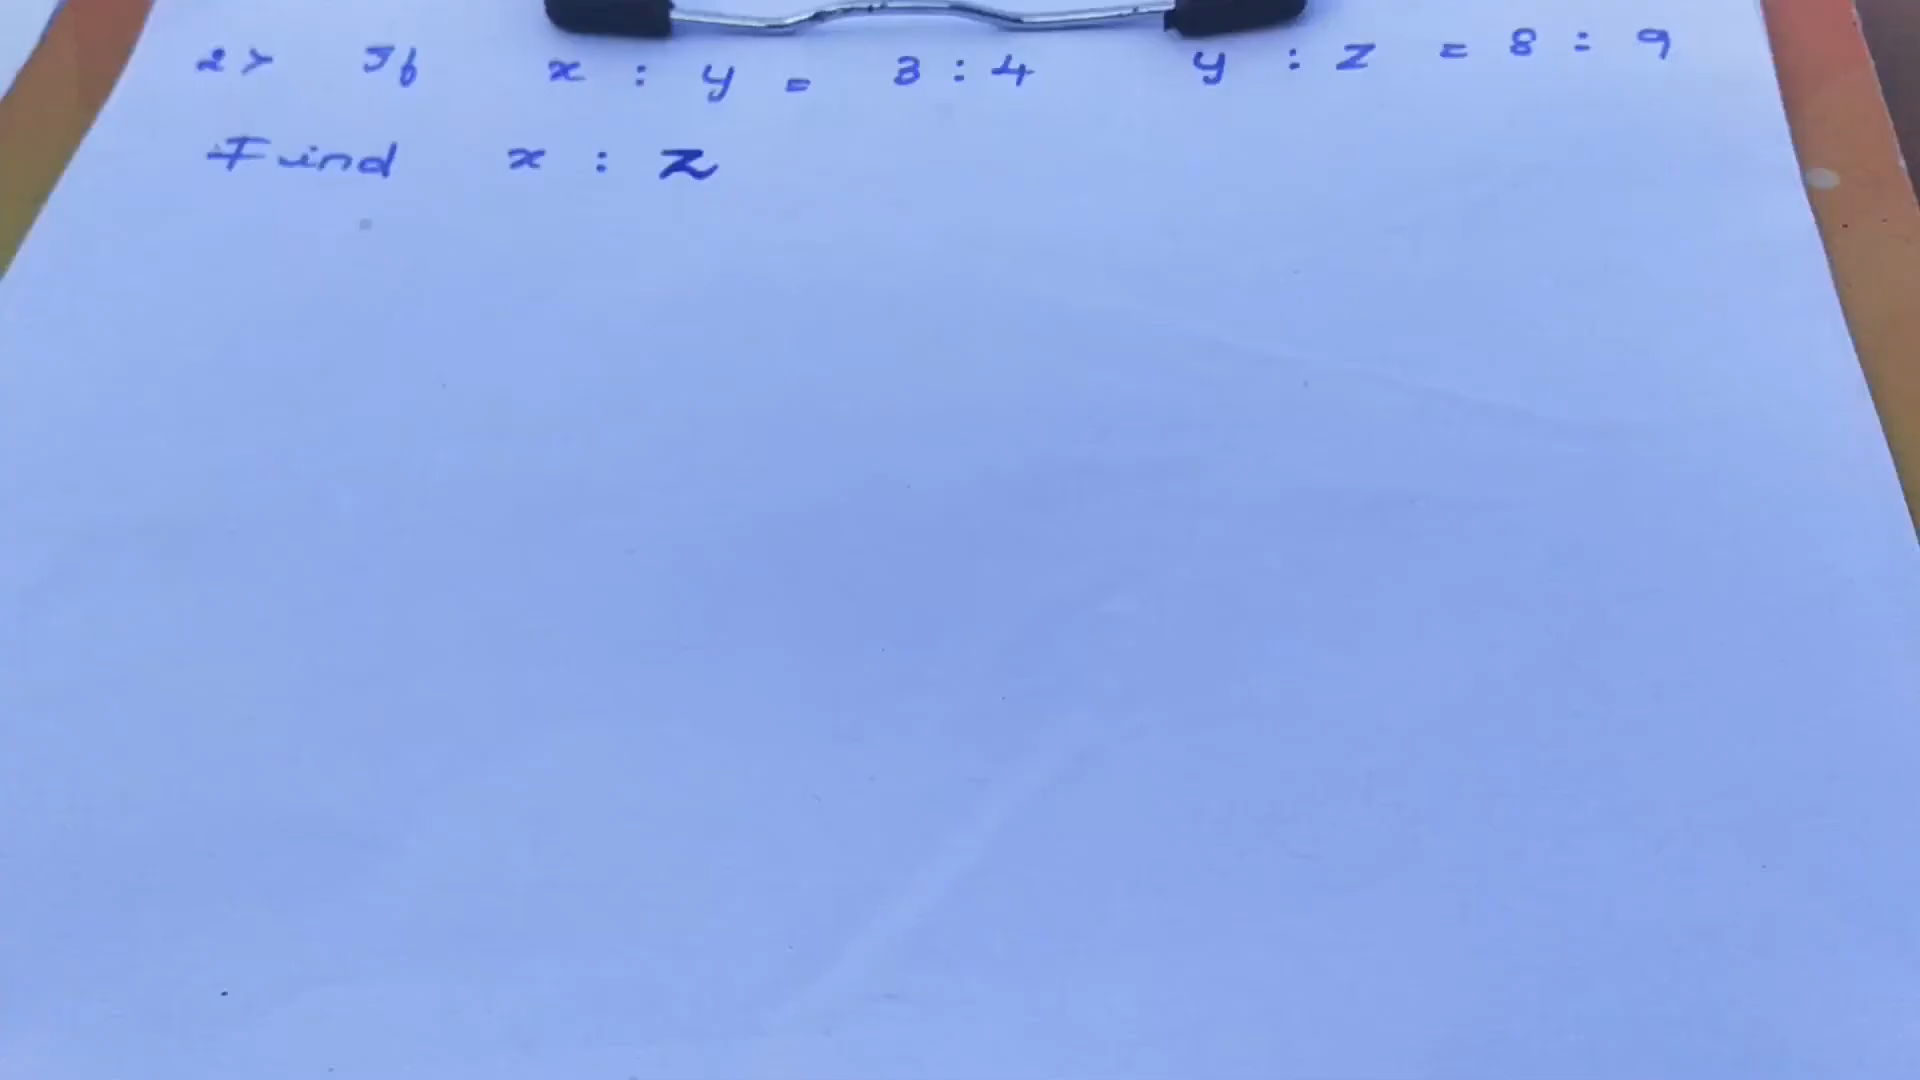 2> If x : y = 3 : 4 y : z = 8 : 9
Find x : z